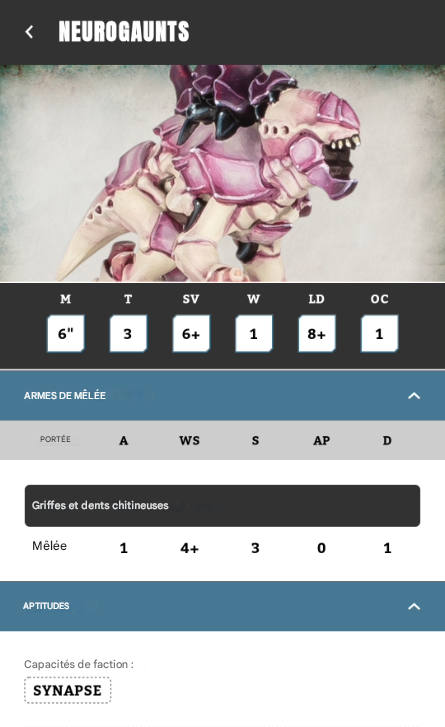 NEUROGAUNTS
M T SV W LD OC
6" 3 6+ 1 8+ 1
ARMES DE MÊLÉE
PORTÉE A WS S AP D
Griffes et dents chitineuses
Mêlée 1 4+ 3 0 1
APTITUDES
Capacités de faction :
SYNAPSE